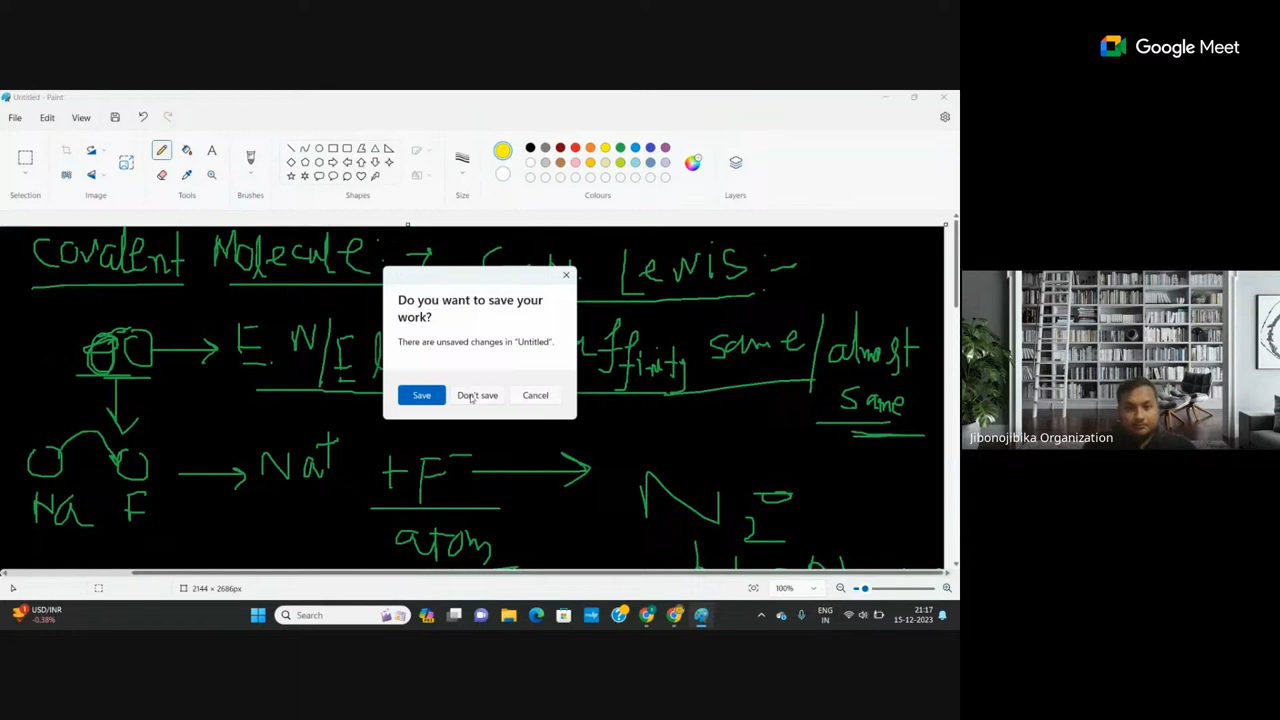 Google Meet
Untitled - Paint
File Edit View
Selection Image Tools Brushes Shapes Size Colours Layers
Covalent Molecule :→ Lewis :-
E. N/El ffinity same/almost
same
Na⁺ + F⁻
Na F
atom
N₂
Do you want to save your
work?
There are unsaved changes in "Untitled".
Save Don't save Cancel
Jibonojibika Organization
2144 × 2686px 100%
USD/INR
-0.38%
Search
ENG
IN
21:17
15-12-2023